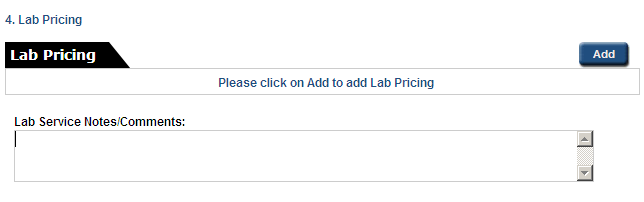 4. Lab Pricing
Lab Pricing
Add
Please click on Add to add Lab Pricing
Lab Service Notes/Comments: